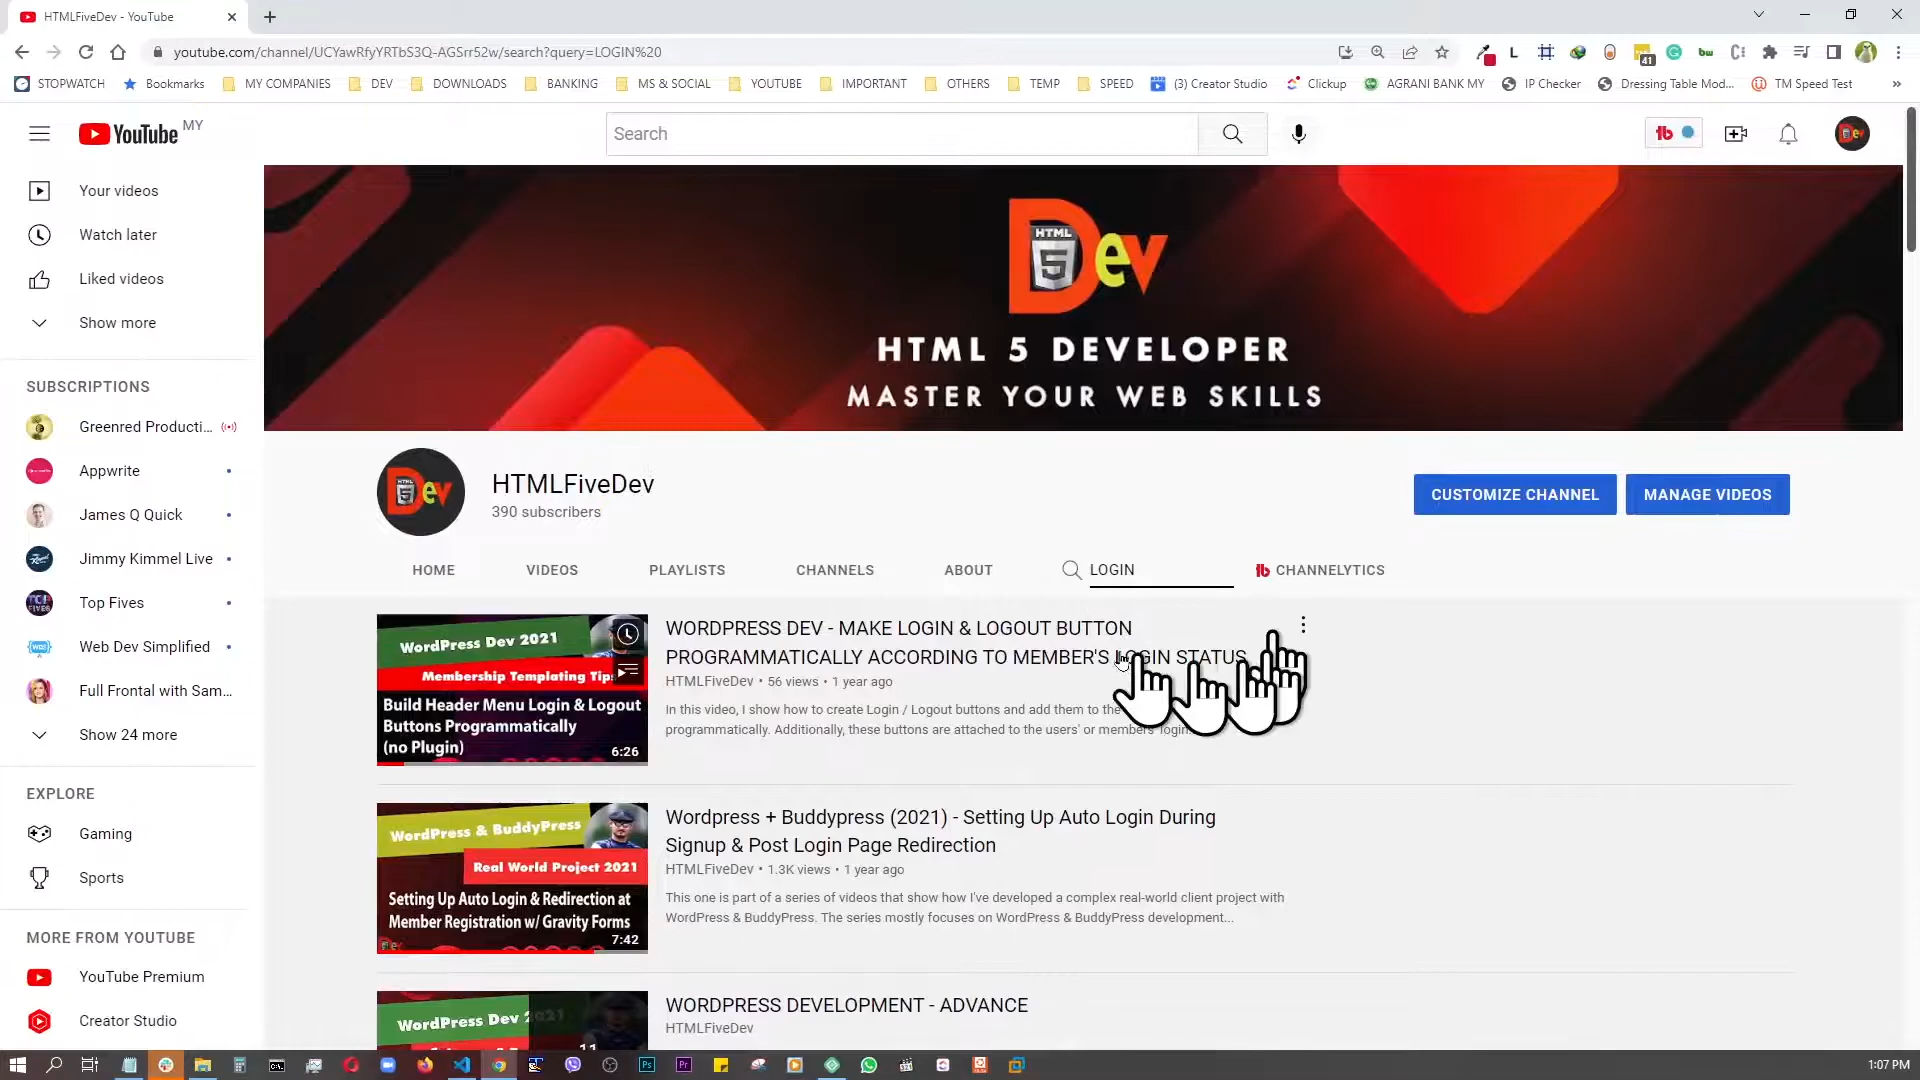 HTMLFiveDev - YouTube
youtube.com/channel/UCYawRfyYRTbS3Q-AGSrr52w/search?query=LOGIN%20
41
STOPWATCH
Bookmarks
MY COMPANIES
DEV
DOWNLOADS
BANKING
MS & SOCIAL
YOUTUBE
IMPORTANT
OTHERS
TEMP
SPEED
(3) Creator Studio
Clickup
AGRANI BANK MY
IP Checker
Dressing Table Mod...
TM Speed Test
YouTube MY
Search
Your videos
Watch later
Liked videos
Show more
SUBSCRIPTIONS
Greenred Producti...
Appwrite
James Q Quick
Jimmy Kimmel Live
Top Fives
Web Dev Simplified
Full Frontal with Sam...
Show 24 more
EXPLORE
Gaming
Sports
MORE FROM YOUTUBE
YouTube Premium
Creator Studio
HTML
5
Dev
HTML 5 DEVELOPER
MASTER YOUR WEB SKILLS
HTMLFiveDev
390 subscribers
CUSTOMIZE CHANNEL
MANAGE VIDEOS
HOME
VIDEOS
PLAYLISTS
CHANNELS
ABOUT
LOGIN
CHANNELYTICS
WordPress Dev 2021
Membership Templating Tips
Build Header Menu Login & Logout
Buttons Programmatically
(no Plugin)
6:26
WORDPRESS DEV - MAKE LOGIN & LOGOUT BUTTON
PROGRAMMATICALLY ACCORDING TO MEMBER'S LOGIN STATUS
HTMLFiveDev • 56 views • 1 year ago
In this video, I show how to create Login / Logout buttons and add them to the
programmatically. Additionally, these buttons are attached to the users' or members' login
WordPress & BuddyPress
Real World Project 2021
Setting Up Auto Login & Redirection at
Member Registration w/ Gravity Forms
7:42
Wordpress + Buddypress (2021) - Setting Up Auto Login During
Signup & Post Login Page Redirection
HTMLFiveDev • 1.3K views • 1 year ago
This one is part of a series of videos that show how I've developed a complex real-world client project with
WordPress & BuddyPress. The series mostly focuses on WordPress & BuddyPress development...
WordPress Dev 2021
11
WORDPRESS DEVELOPMENT - ADVANCE
HTMLFiveDev
1:07 PM